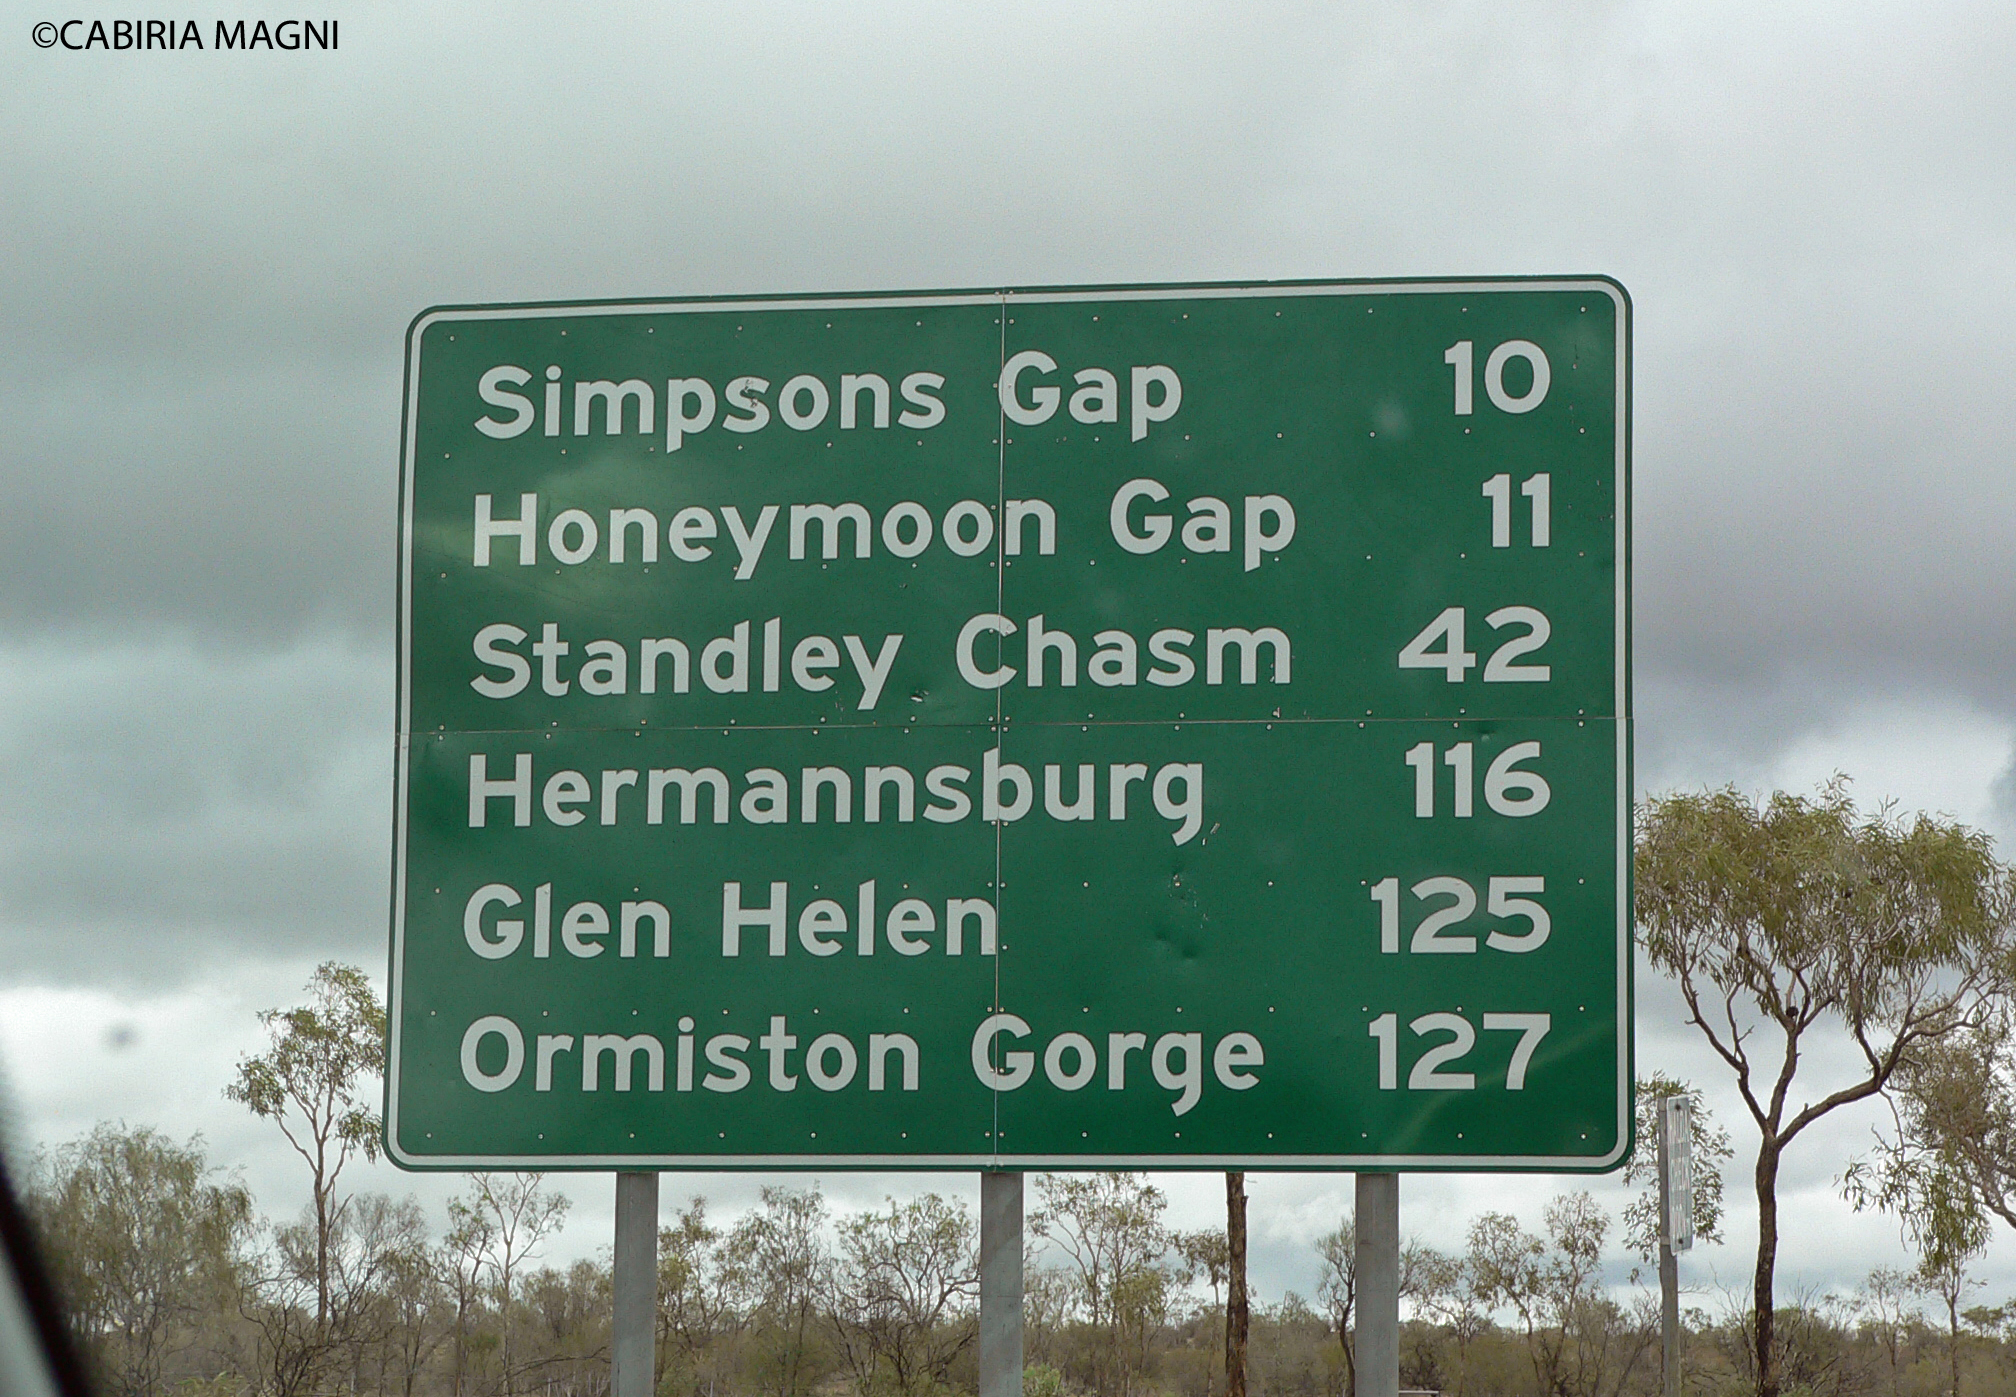 ©CABIRIA MAGNI
Simpsons Gap 10
Honeymoon Gap 11
Standley Chasm 42
Hermannsburg 116
Glen Helen 125
Ormiston Gorge 127